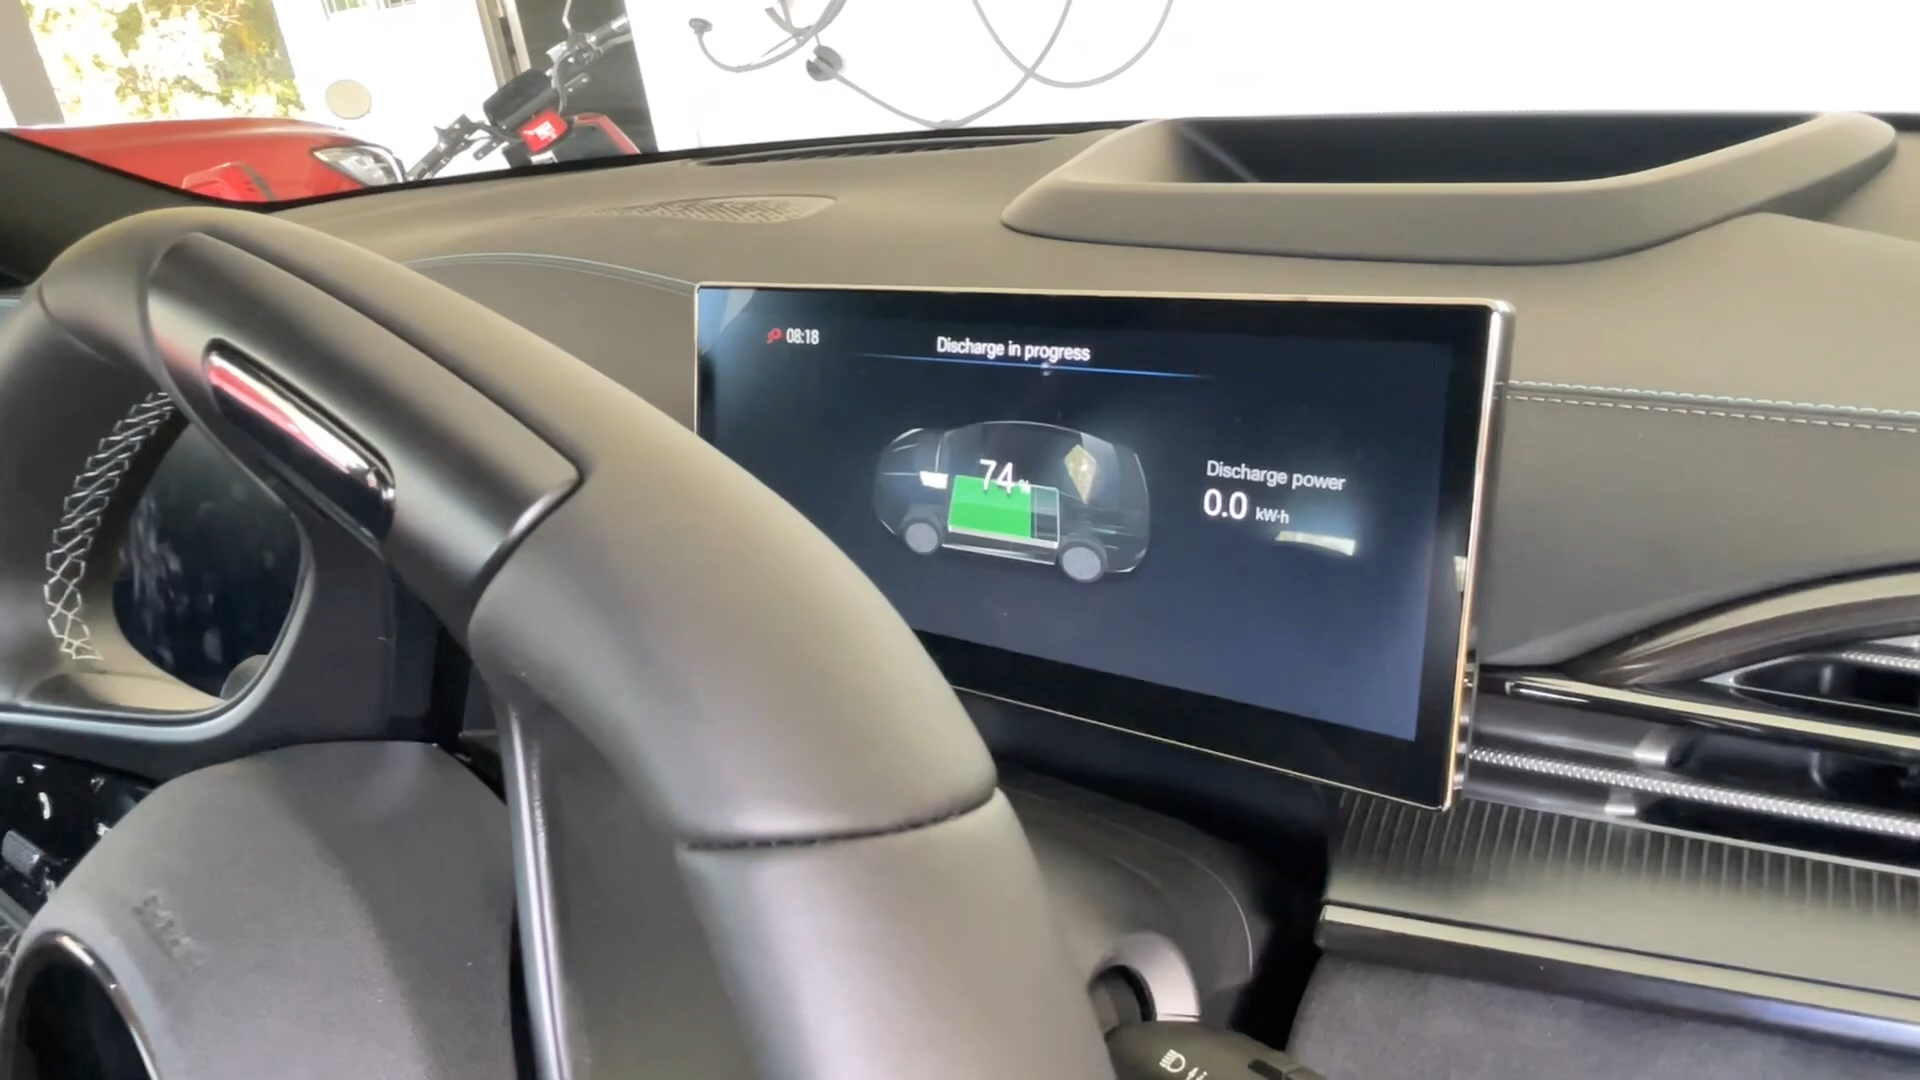 08:18
Discharge in progress
74 %
Discharge power
0.0 kW·h